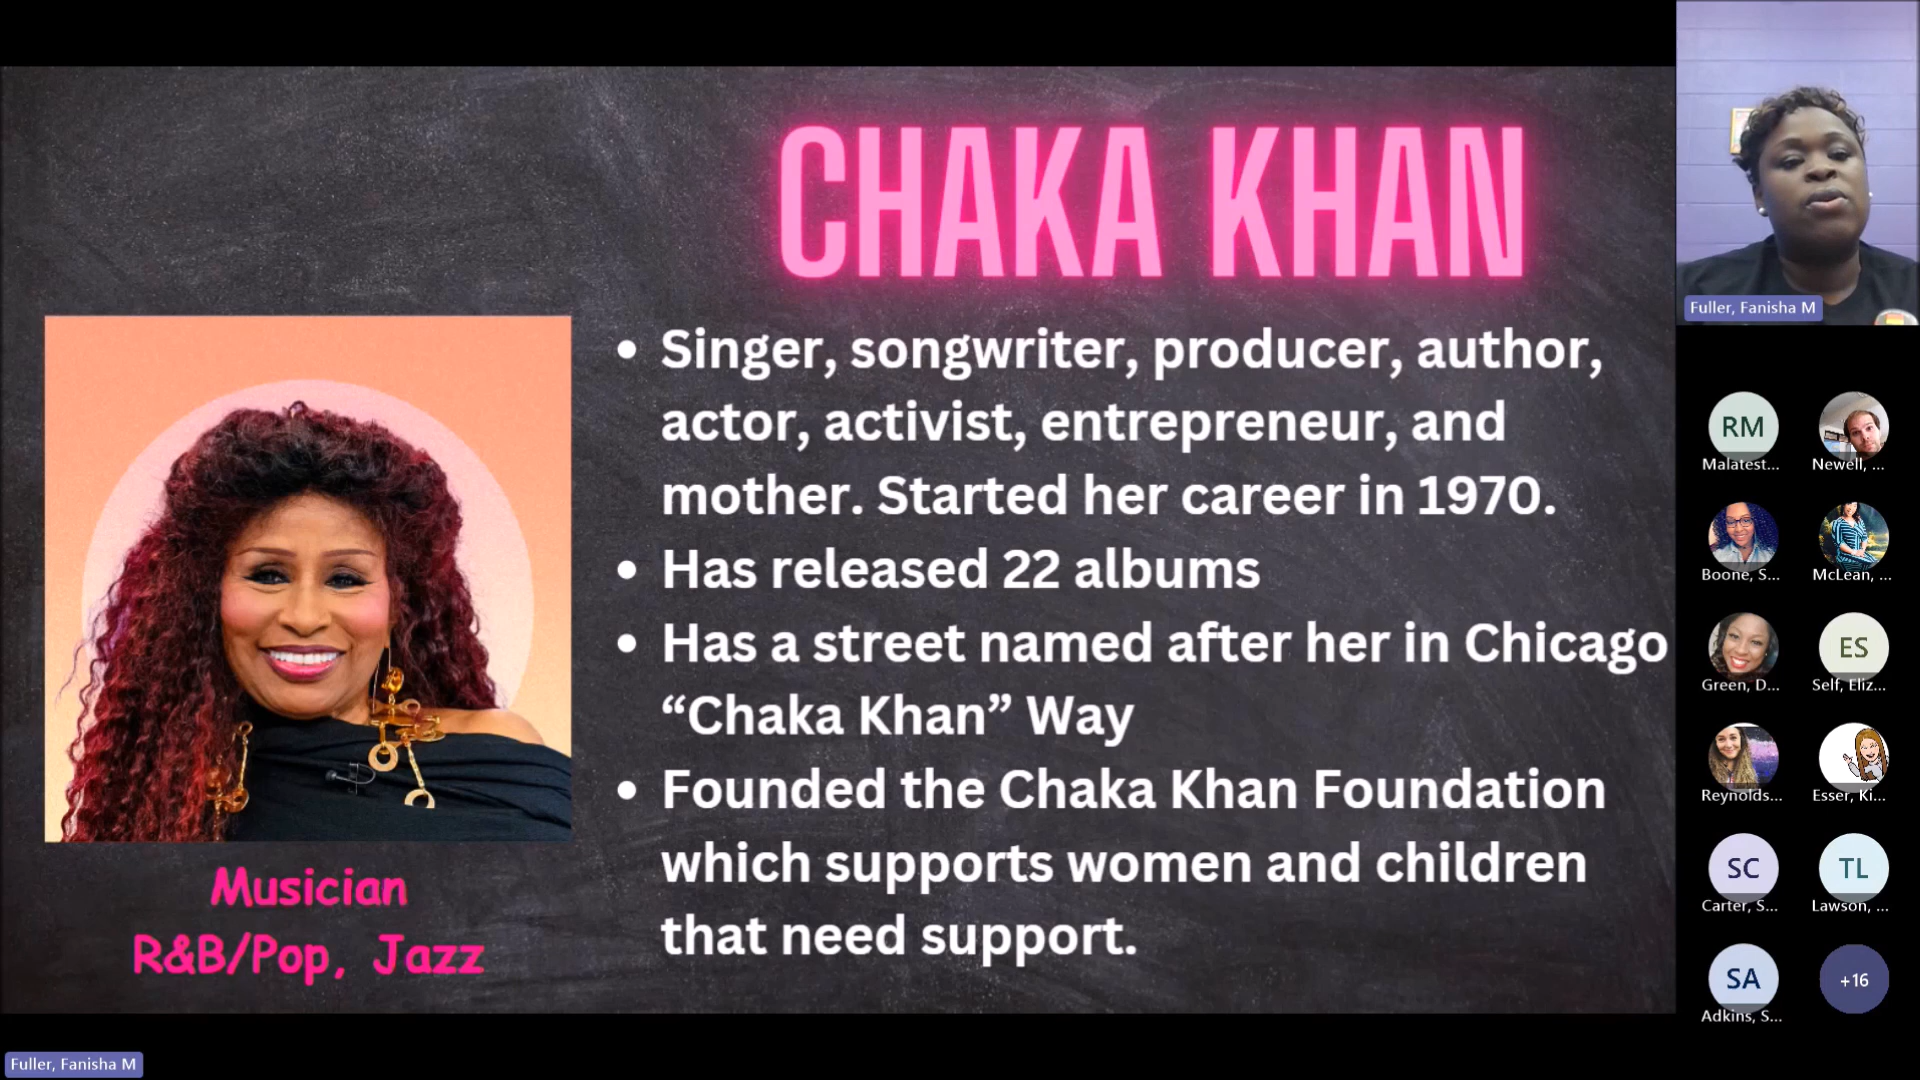 CHAKA KHAN
• Singer, songwriter, producer, author,
actor, activist, entrepreneur, and
mother. Started her career in 1970.
• Has released 22 albums
• Has a street named after her in Chicago
“Chaka Khan” Way
• Founded the Chaka Khan Foundation
which supports women and children
that need support.
Musician
R&B/Pop, Jazz
Fuller, Fanisha M
Fuller, Fanisha M
RM
Malatest...
Newell, ...
Boone, S...
McLean, ...
Green, D...
ES
Self, Eliz...
Reynolds...
Esser, Ki...
SC
Carter, S...
TL
Lawson, ...
SA
Adkins, S...
+16